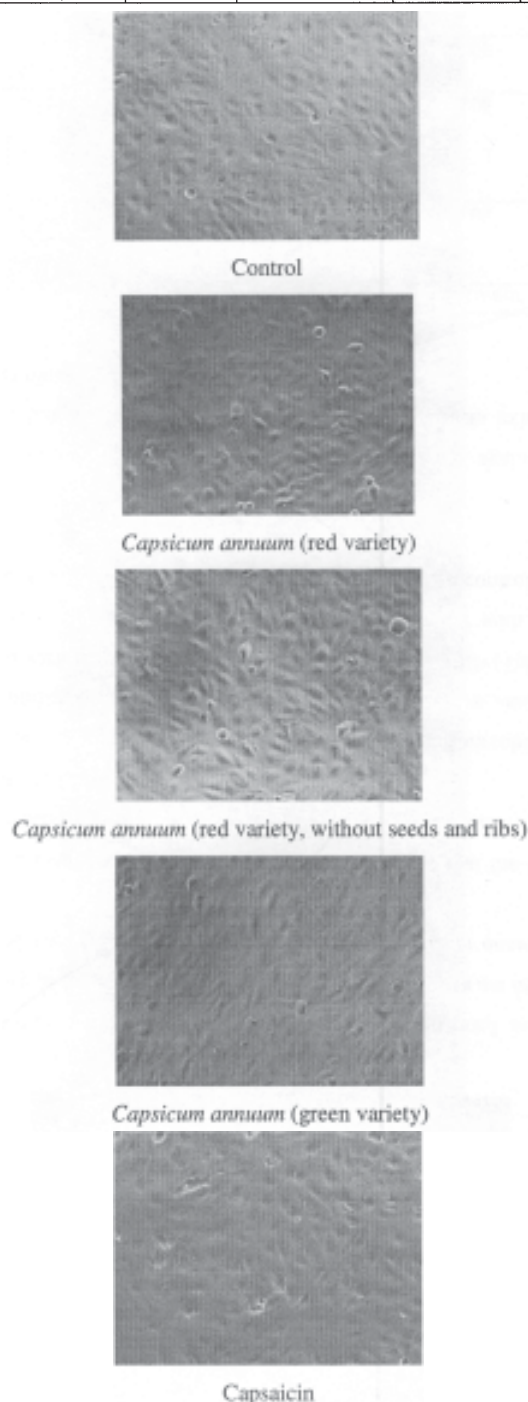 Control
Capsicum annuum (red variety)
Capsicum annuum (red variety, without seeds and ribs)
Capsicum annuum (green variety)
Capsaicin